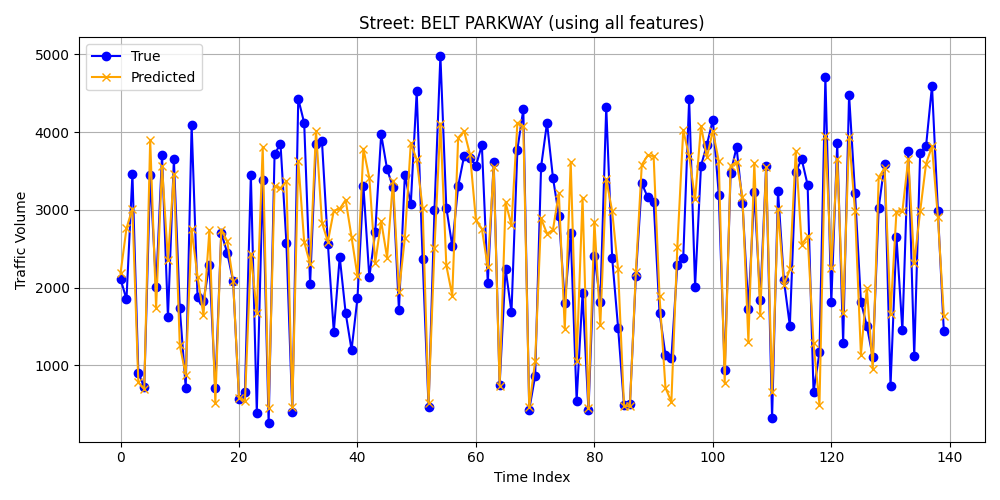 Street: BELT PARKWAY (using all features)
True
Predicted
5000
4000
3000
2000
1000
Traffic Volume
0 20 40 60 80 100 120 140
Time Index